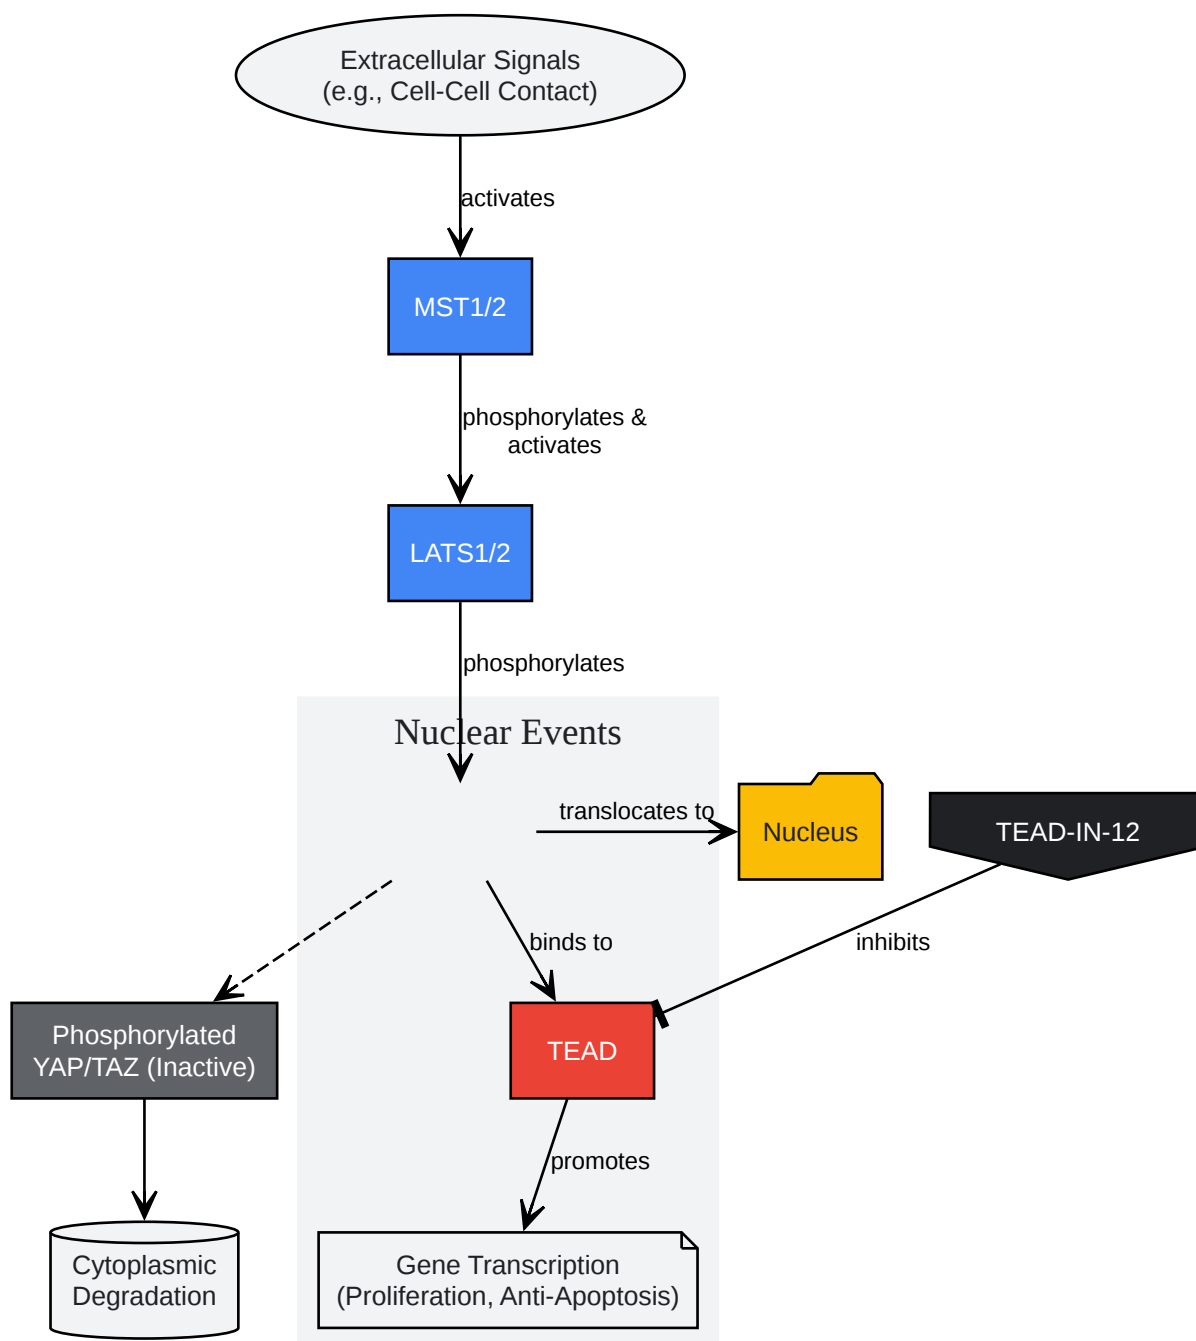 Extracellular Signals
(e.g., Cell-Cell Contact)
activates
MST1/2
phosphorylates &
activates
LATS1/2
phosphorylates
Nuclear Events
translocates to
Nucleus
TEAD-IN-12
binds to
inhibits
Phosphorylated
YAP/TAZ (Inactive)
TEAD
promotes
Cytoplasmic
Degradation
Gene Transcription
(Proliferation, Anti-Apoptosis)